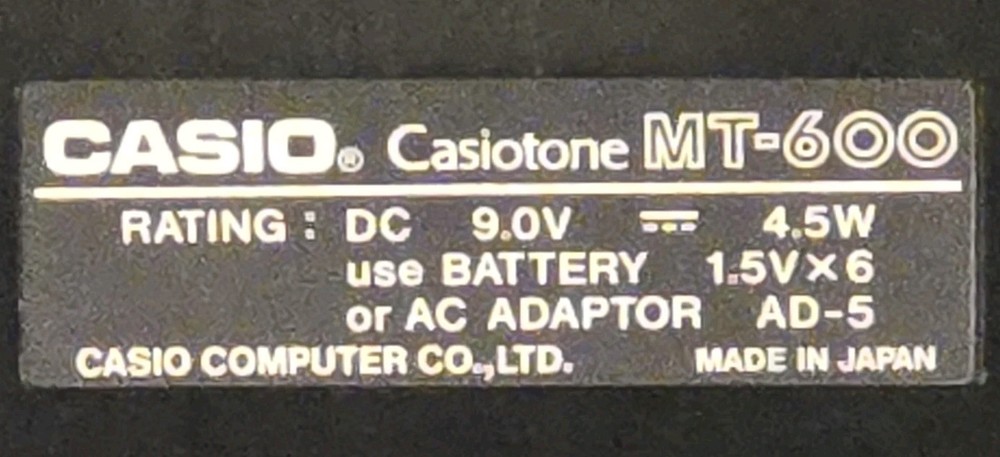 CASIO® Casiotone MT-600
RATING : DC 9.0V ⎓ 4.5W
use BATTERY 1.5V×6
or AC ADAPTOR AD-5
CASIO COMPUTER CO.,LTD. MADE IN JAPAN